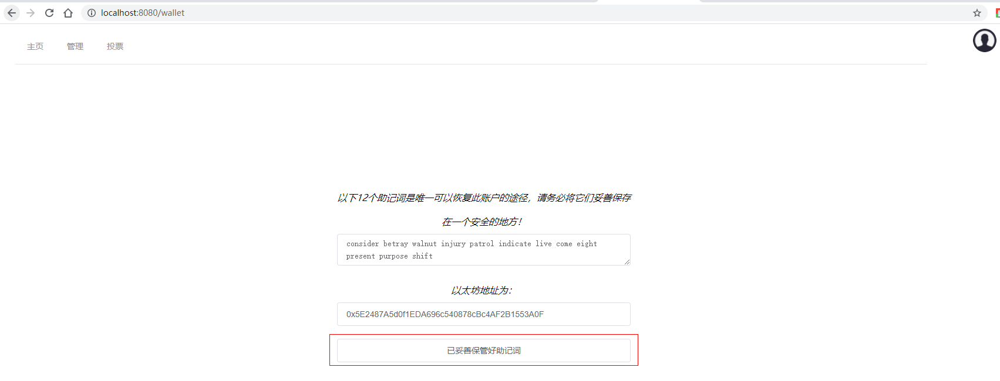 localhost:8080/wallet
主页 管理 投票
以下12个助记词是唯一可以恢复此账户的途径，请务必将它们妥善保存
在一个安全的地方！
consider betray walnut injury patrol indicate live come eight
present purpose shift
以太坊地址为：
0x5E2487A5d0f1EDA696c540878cBc4AF2B1553A0F
已妥善保管好助记词